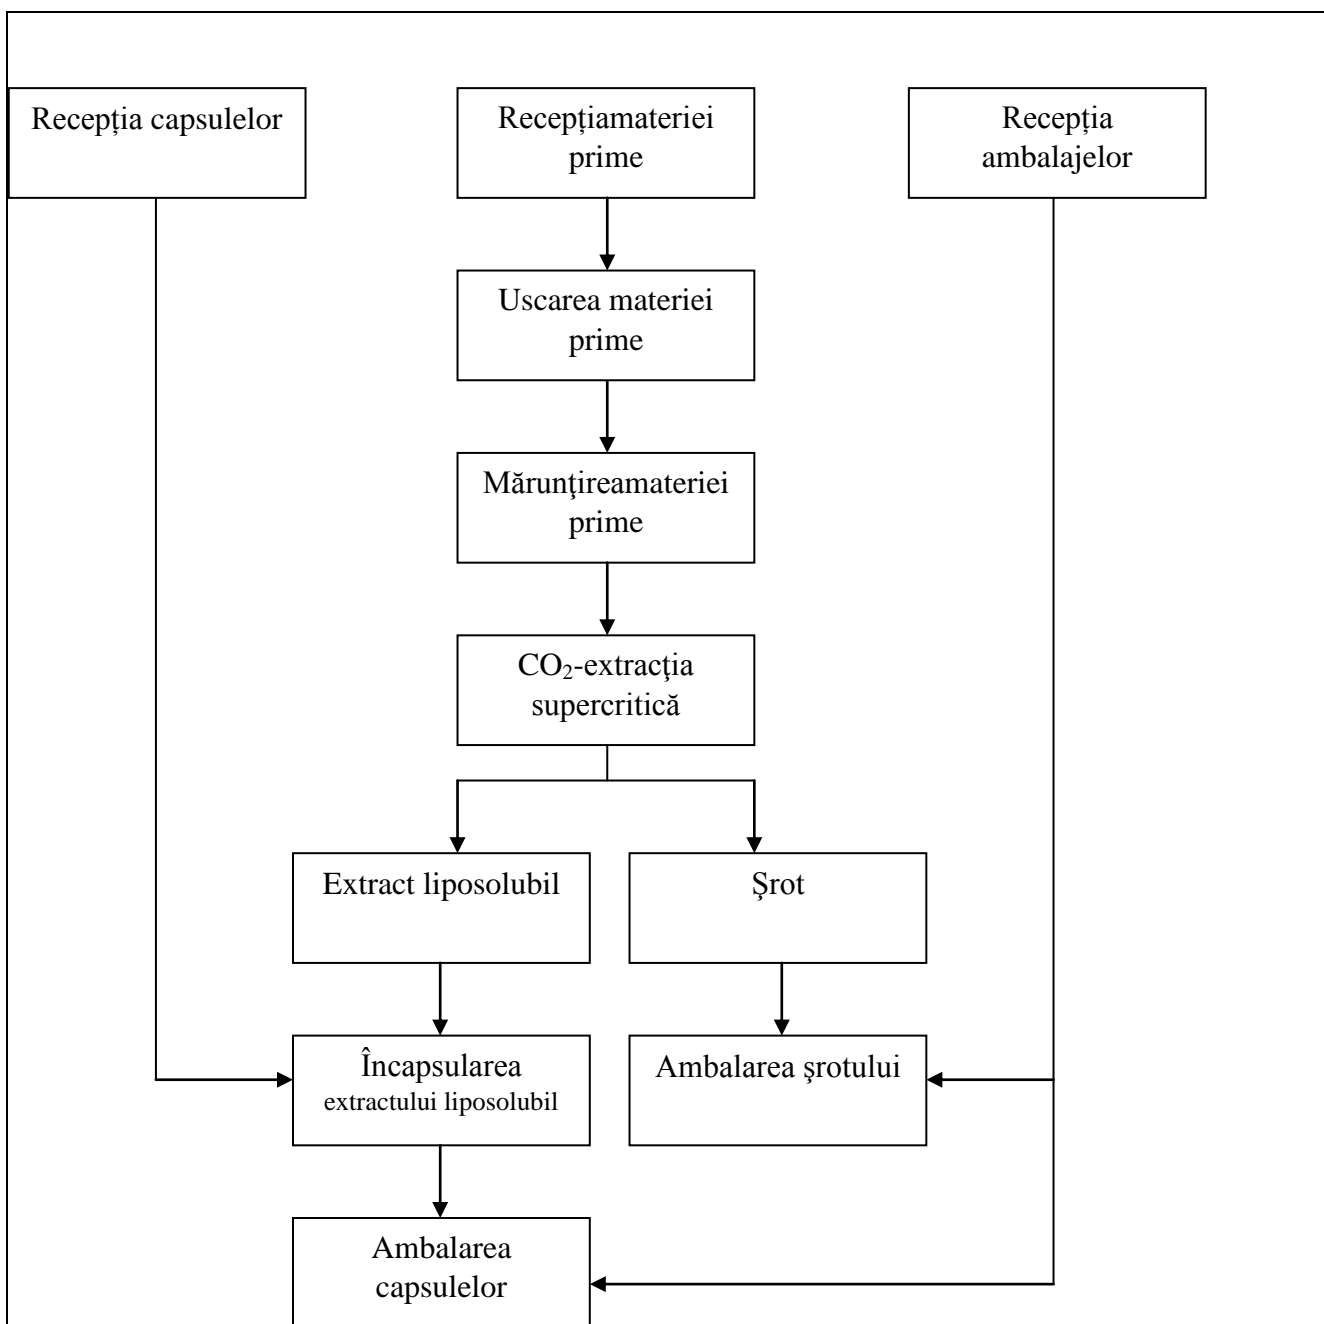 Recepția capsulelor
Recepțiamateriei
prime
Recepția
ambalajelor
Uscarea materiei
prime
Mărunţireamateriei
prime
CO₂-extracţia
supercritică
Extract liposolubil
Şrot
Încapsularea
extractului liposolubil
Ambalarea şrotului
Ambalarea
capsulelor